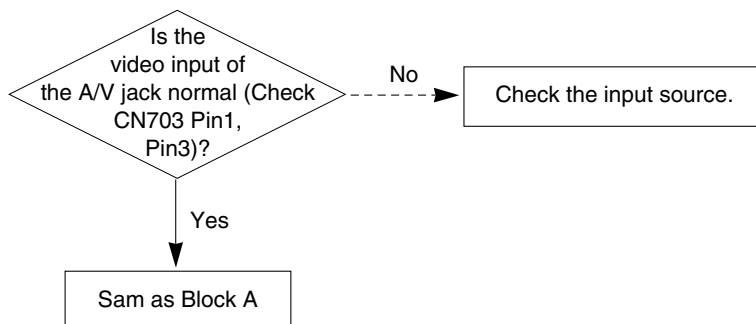 Is the
video input of
the A/V jack normal (Check
CN703 Pin1,
Pin3)?
No
Check the input source.
Yes
Sam as Block A